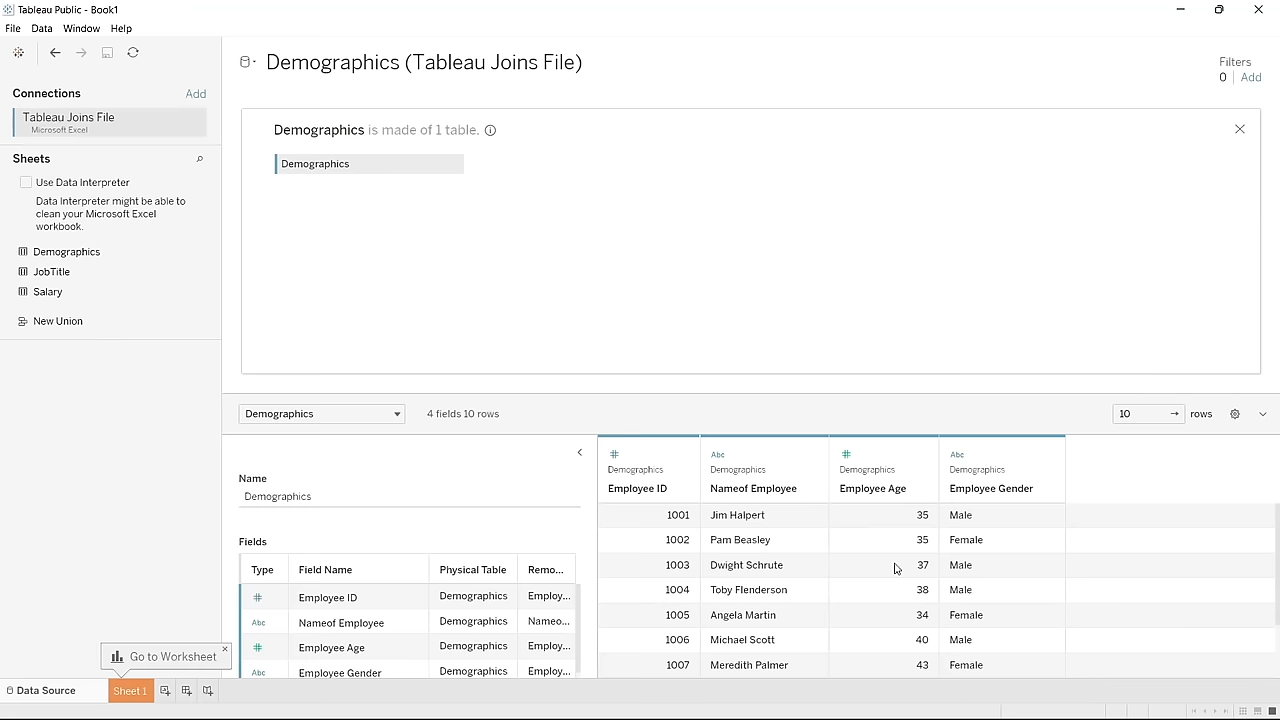 Tableau Public - Book1
File Data Window Help
Connections Add
Tableau Joins File
Microsoft Excel
Sheets
Use Data Interpreter
Data Interpreter might be able to
clean your Microsoft Excel
workbook.
Demographics
JobTitle
Salary
New Union
Demographics (Tableau Joins File)
Filters
0 | Add
Demographics is made of 1 table.
Demographics
Demographics 4 fields 10 rows 10 rows
Name
Demographics
Fields
Type Field Name Physical Table Remo...
# Employee ID Demographics Employ...
Abc Nameof Employee Demographics Nameo...
# Employee Age Demographics Employ...
Abc Employee Gender Demographics Employ...
# Abc # Abc
Demographics Demographics Demographics Demographics
Employee ID Nameof Employee Employee Age Employee Gender
1001 Jim Halpert 35 Male
1002 Pam Beasley 35 Female
1003 Dwight Schrute 37 Male
1004 Toby Flenderson 38 Male
1005 Angela Martin 34 Female
1006 Michael Scott 40 Male
1007 Meredith Palmer 43 Female
Go to Worksheet
Data Source Sheet 1